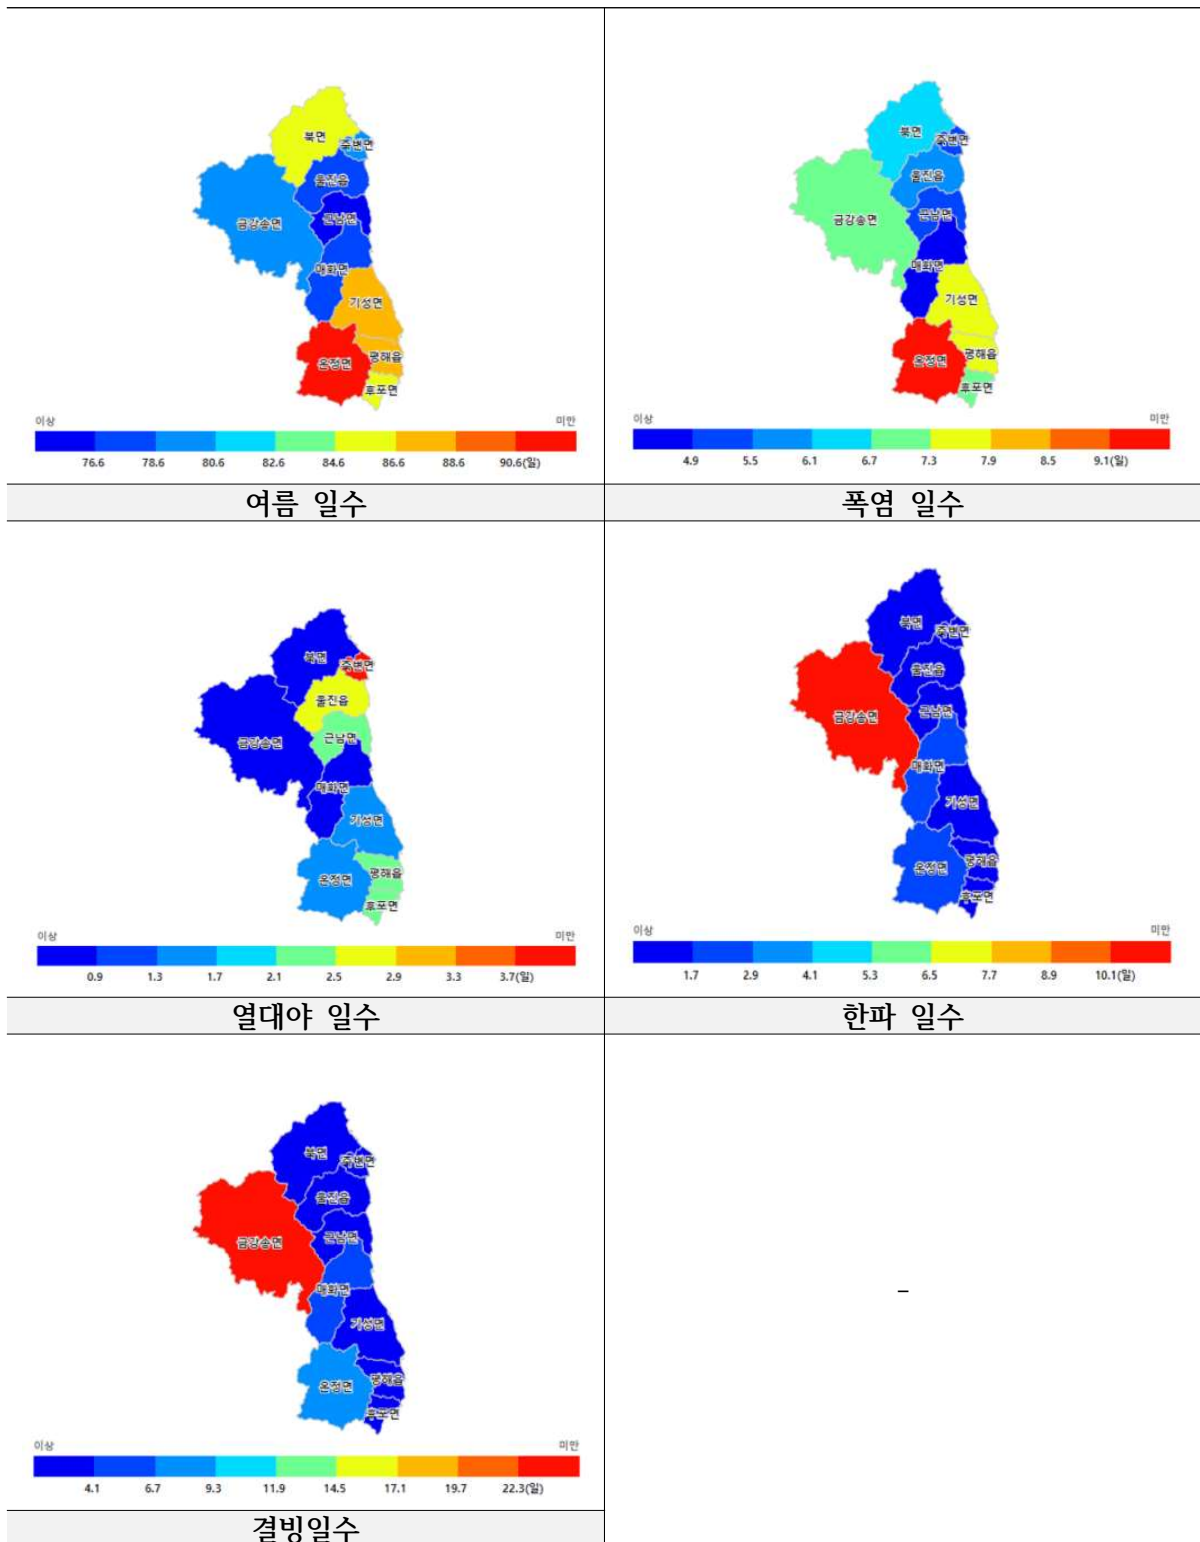 북면
죽변면
울진읍
금강송면
근남면
매화면
기성면
온정면
평해읍
후포면
이상 미만
76.6 78.6 80.6 82.6 84.6 86.6 88.6 90.6(일)
여름 일수
북면
죽변면
울진읍
금강송면
근남면
매화면
기성면
온정면
평해읍
후포면
이상 미만
4.9 5.5 6.1 6.7 7.3 7.9 8.5 9.1(일)
폭염 일수
북면
죽변면
울진읍
금강송면
근남면
매화면
기성면
온정면
평해읍
후포면
이상 미만
0.9 1.3 1.7 2.1 2.5 2.9 3.3 3.7(일)
열대야 일수
북면
죽변면
울진읍
금강송면
근남면
매화면
기성면
온정면
평해읍
후포면
이상 미만
1.7 2.9 4.1 5.3 6.5 7.7 8.9 10.1(일)
한파 일수
북면
죽변면
울진읍
금강송면
근남면
매화면
기성면
온정면
평해읍
후포면
이상 미만
4.1 6.7 9.3 11.9 14.5 17.1 19.7 22.3(일)
결빙일수
-